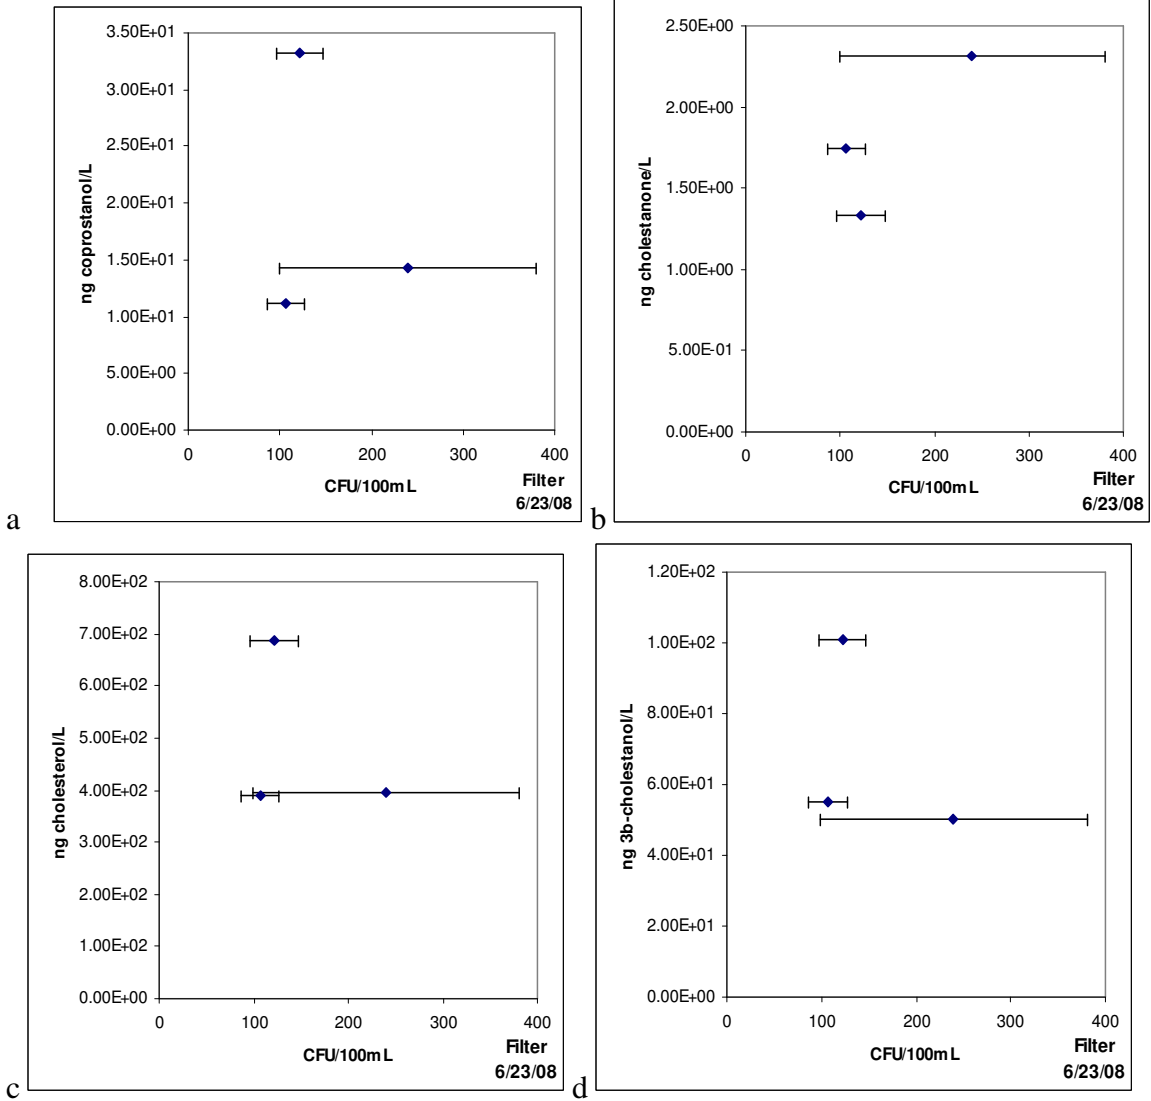 3.50E+01
3.00E+01
2.50E+01
2.00E+01
1.50E+01
1.00E+01
5.00E+00
0.00E+00
ng coprostanol/L
0 100 200 300 400
CFU/100mL
Filter
6/23/08
a
2.50E+00
2.00E+00
1.50E+00
1.00E+00
5.00E-01
0.00E+00
ng cholestanone/L
0 100 200 300 400
CFU/100mL
Filter
6/23/08
b
8.00E+02
7.00E+02
6.00E+02
5.00E+02
4.00E+02
3.00E+02
2.00E+02
1.00E+02
0.00E+00
ng cholesterol/L
0 100 200 300 400
CFU/100mL
Filter
6/23/08
c
1.20E+02
1.00E+02
8.00E+01
6.00E+01
4.00E+01
2.00E+01
0.00E+00
ng 3b-cholestanol/L
0 100 200 300 400
CFU/100mL
Filter
6/23/08
d